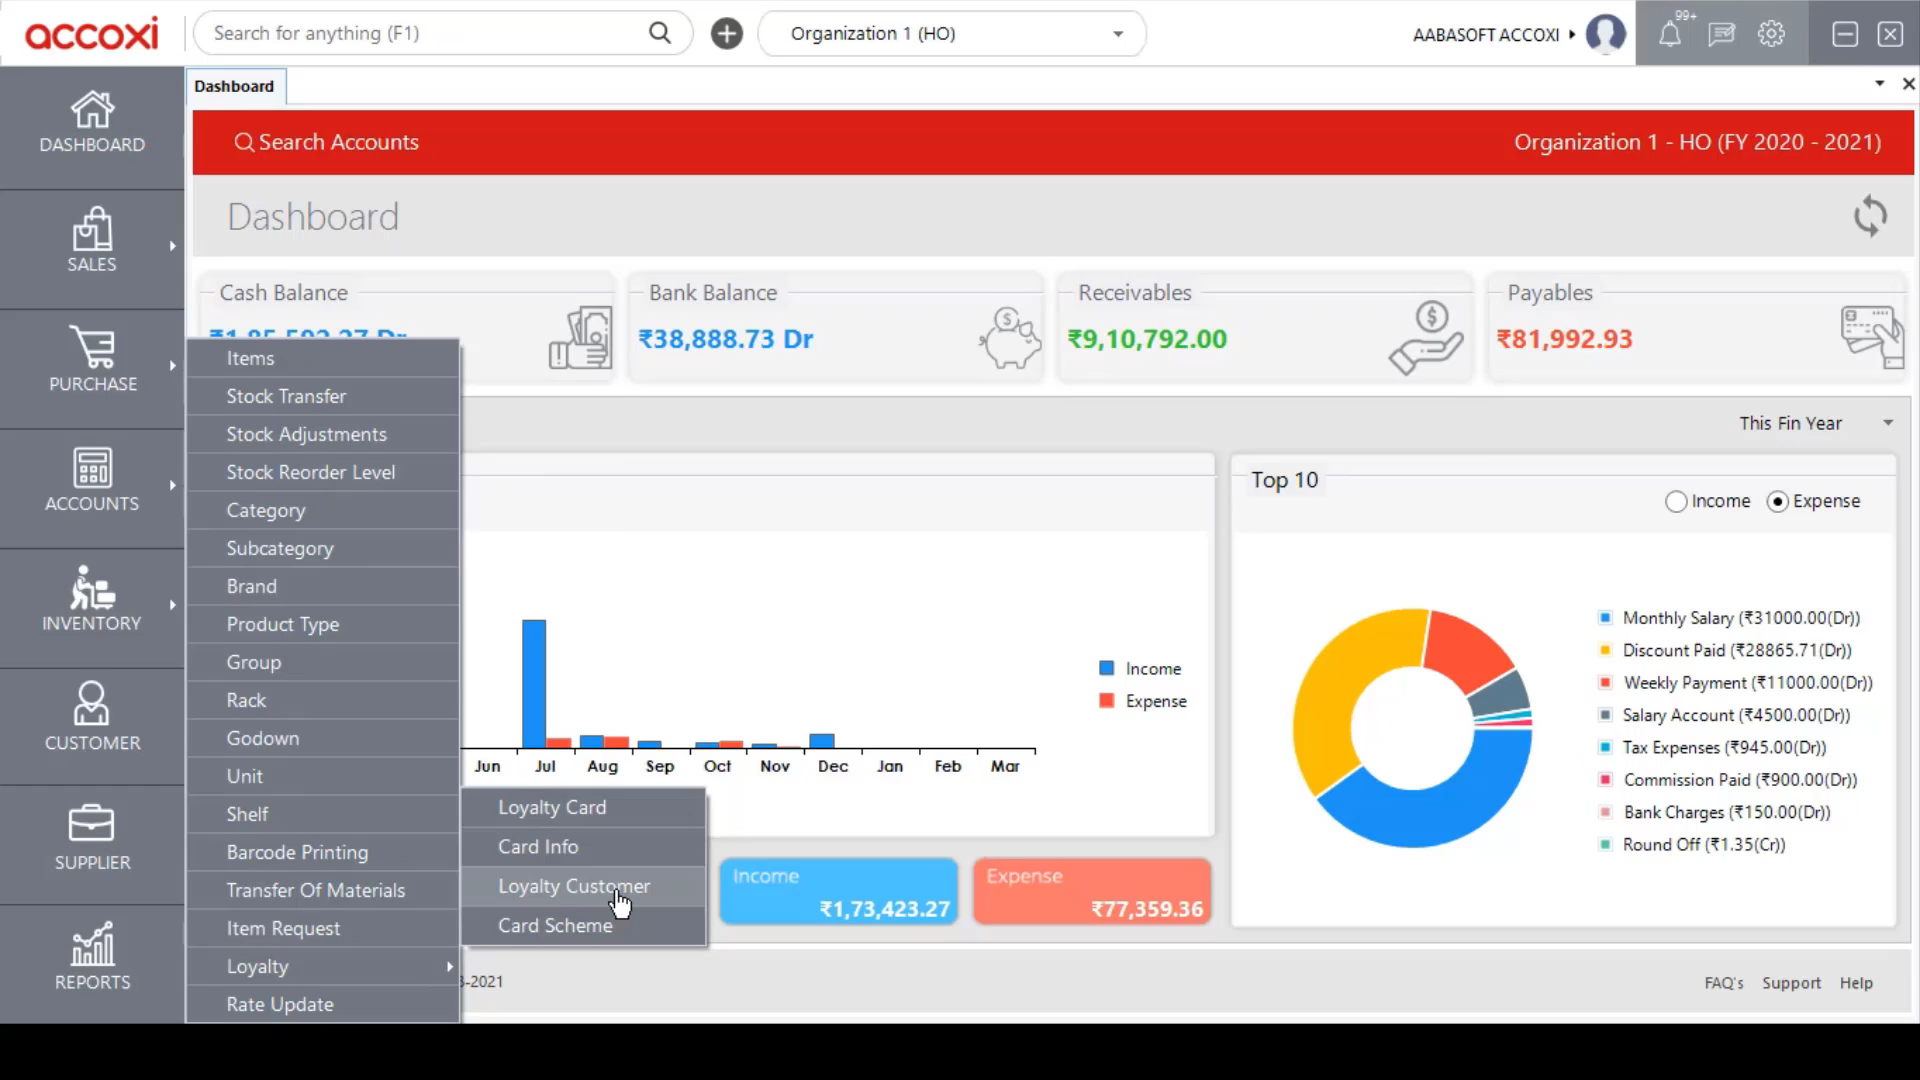 accoxi
Search for anything (F1)
Organization 1 (HO)
AABASOFT ACCOXI
99+
Dashboard
Search Accounts
Organization 1 - HO (FY 2020 - 2021)
Dashboard
Cash Balance
Bank Balance
₹38,888.73 Dr
Receivables
₹9,10,792.00
Payables
₹81,992.93
DASHBOARD
SALES
PURCHASE
ACCOUNTS
INVENTORY
CUSTOMER
SUPPLIER
REPORTS
Items
Stock Transfer
Stock Adjustments
Stock Reorder Level
Category
Subcategory
Brand
Product Type
Group
Rack
Godown
Unit
Shelf
Barcode Printing
Transfer Of Materials
Item Request
Loyalty
Rate Update
Loyalty Card
Card Info
Loyalty Customer
Card Scheme
This Fin Year
Income
Expense
Jun Jul Aug Sep Oct Nov Dec Jan Feb Mar
Top 10
Income Expense
Monthly Salary (₹31000.00(Dr))
Discount Paid (₹28865.71(Dr))
Weekly Payment (₹11000.00(Dr))
Salary Account (₹4500.00(Dr))
Tax Expenses (₹945.00(Dr))
Commission Paid (₹900.00(Dr))
Bank Charges (₹150.00(Dr))
Round Off (₹1.35(Cr))
Income
₹1,73,423.27
Expense
₹77,359.36
-2021
FAQ's Support Help